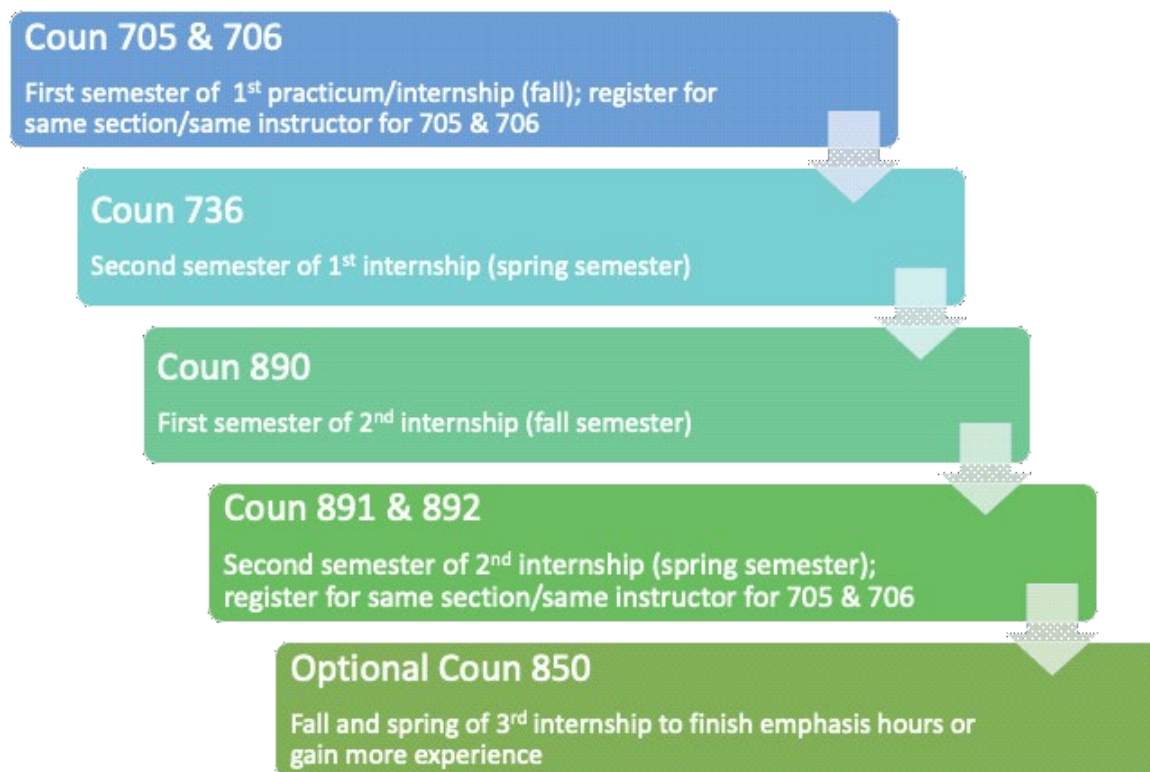 Coun 705 & 706
First semester of 1st practicum/internship (fall); register for
same section/same instructor for 705 & 706
Coun 736
Second semester of 1st internship (spring semester)
Coun 890
First semester of 2nd internship (fall semester)
Coun 891 & 892
Second semester of 2nd internship (spring semester);
register for same section/same instructor for 705 & 706
Optional Coun 850
Fall and spring of 3rd internship to finish emphasis hours or
gain more experience